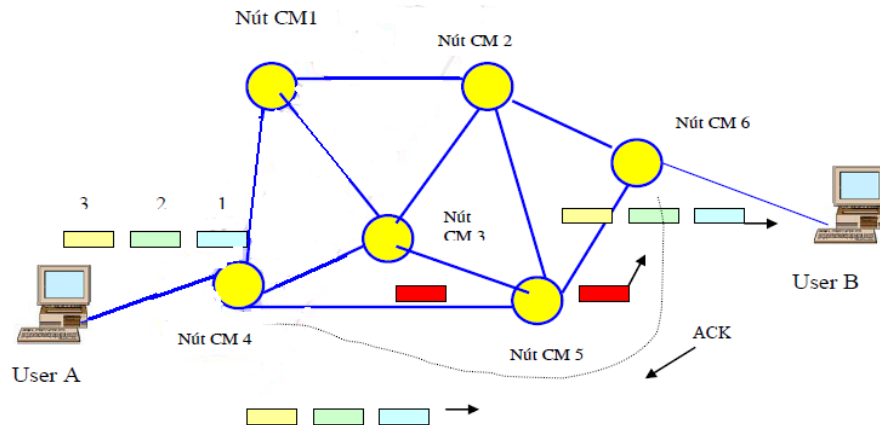 Nút CM1
Nút CM 2
Nút CM 6
3 2 1
Nút
CM 3
User B
Nút CM 4
Nút CM 5
ACK
User A